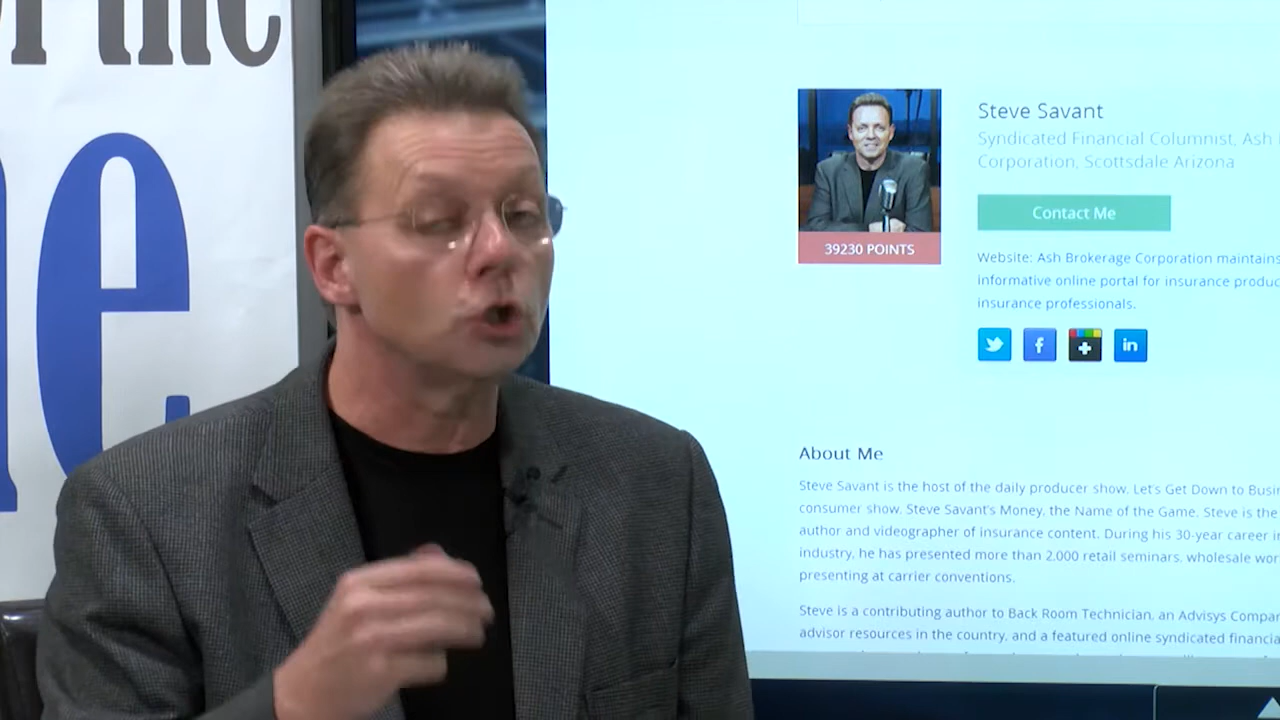 the
e
Steve Savant
Syndicated Financial Columnist, Ash
Corporation, Scottsdale Arizona
Contact Me
39230 POINTS
Website: Ash Brokerage Corporation maintains
informative online portal for insurance produc
insurance professionals.
f
in
About Me
Steve Savant is the host of the daily producer show, Let's Get Down to Busi
consumer show, Steve Savant's Money, the Name of the Game. Steve is the
author and videographer of insurance content. During his 30-year career i
industry, he has presented more than 2,000 retail seminars, wholesale wor
presenting at carrier conventions.
Steve is a contributing author to Back Room Technician, an Advisys Compa
advisor resources in the country, and a featured online syndicated financia